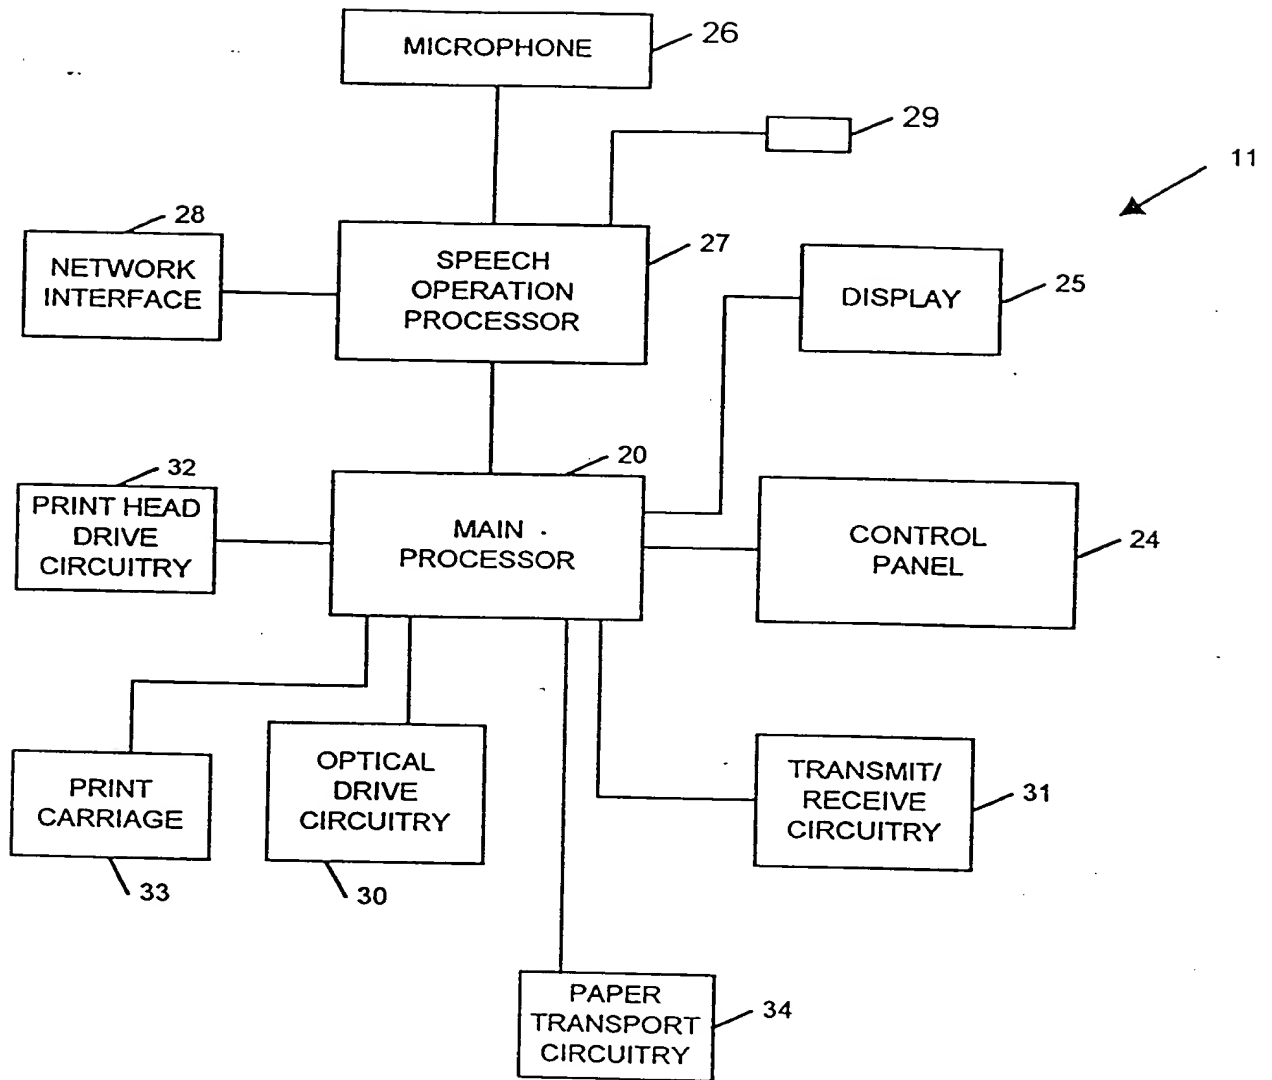 MICROPHONE
26
29
11
28
NETWORK
INTERFACE
SPEECH
OPERATION
PROCESSOR
27
DISPLAY
25
32
PRINT HEAD
DRIVE
CIRCUITRY
20
MAIN
PROCESSOR
CONTROL
PANEL
24
PRINT
CARRIAGE
33
OPTICAL
DRIVE
CIRCUITRY
30
TRANSMIT/
RECEIVE
CIRCUITRY
31
PAPER
TRANSPORT
CIRCUITRY
34